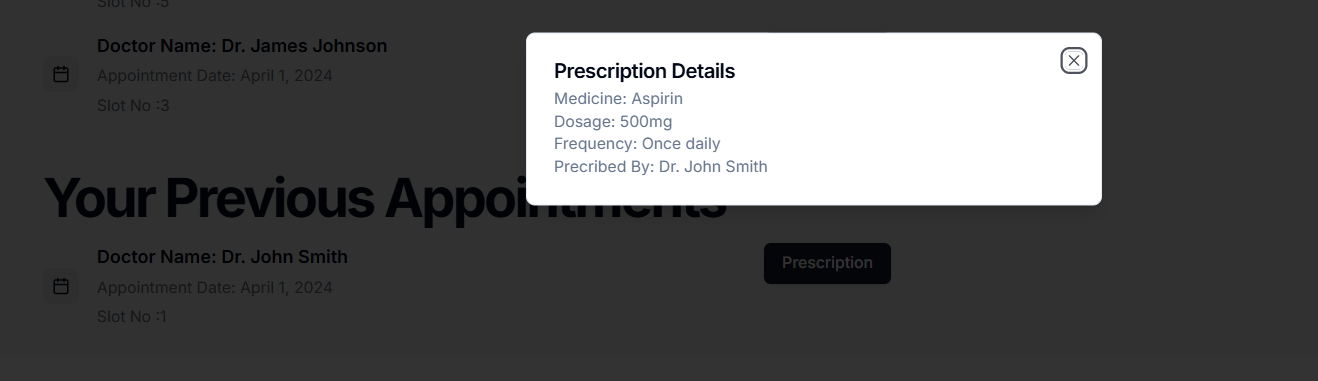 Slot No :5
Doctor Name: Dr. James Johnson
Appointment Date: April 1, 2024
Slot No :3
Prescription Details
Medicine: Aspirin
Dosage: 500mg
Frequency: Once daily
Precribed By: Dr. John Smith
Your Previous Appointments
Doctor Name: Dr. John Smith
Appointment Date: April 1, 2024
Slot No :1
Prescription